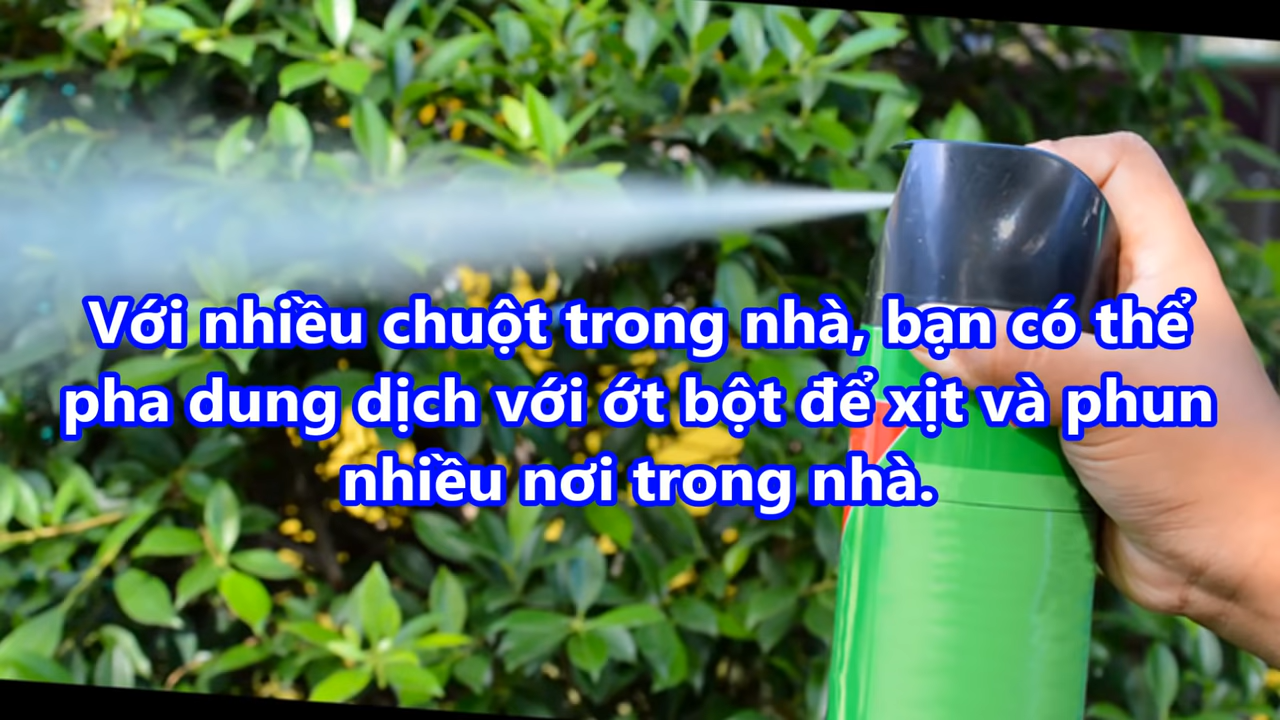 Với nhiều chuột trong nhà, bạn có thể
pha dung dịch với ớt bột để xịt và phun
nhiều nơi trong nhà.